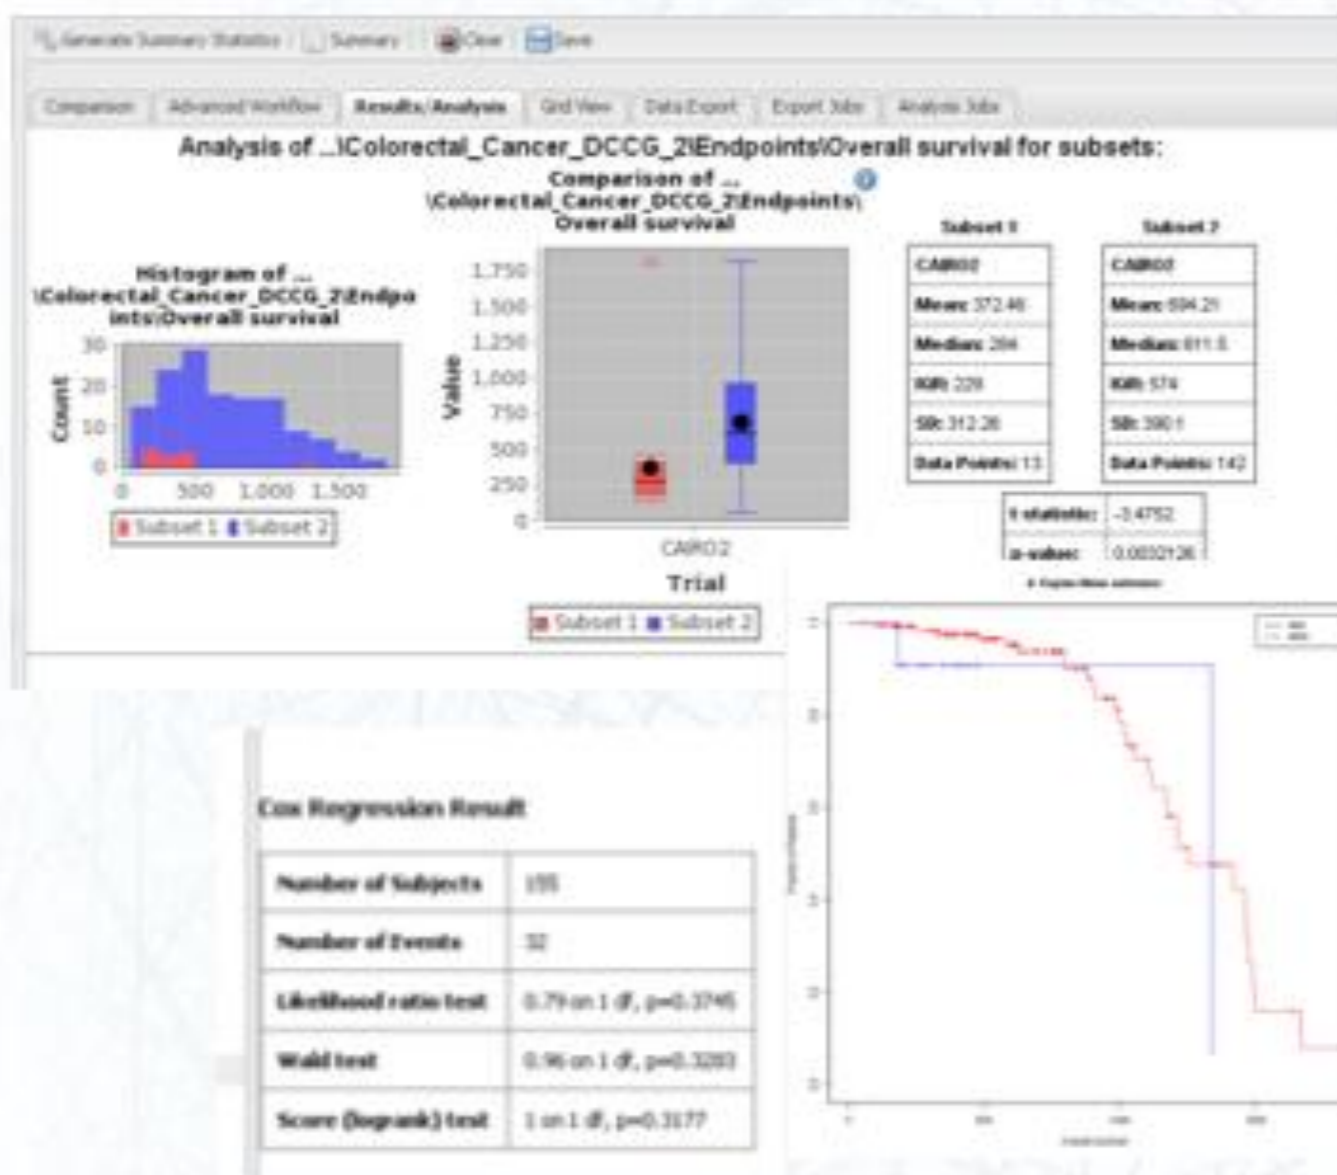 Generate Summary Statistics Summary Clear Save
Comparison Advanced Workflow Results/Analysis Grid View Data Export Export Jobs Analysis Jobs
Analysis of ...\Colorectal_Cancer_DCCG_2\Endpoints\Overall survival for subsets:
Comparison of ...
\Colorectal_Cancer_DCCG_2\Endpoints\
Overall survival
Histogram of ...
\Colorectal_Cancer_DCCG_2\Endpo
ints\Overall survival
Count
30
20
10
0
0 500 1.000 1.500
Subset 1 Subset 2
Value
1.750
1.500
1.250
1.000
750
500
250
0
CAIRO2
Trial
Subset 1 Subset 2
Subset 1
CAIRO2
Mean: 372.46
Median: 284
IQR: 228
SD: 312.26
Data Points: 13
Subset 2
CAIRO2
Mean: 694.21
Median: 611.5
IQR: 574
SD: 390.1
Data Points: 142
t statistic: -3.4752
p-value: 0.0032126
Cox Regression Result
Number of Subjects 155
Number of Events 32
Likelihood ratio test 0.79 on 1 df, p=0.3745
Wald test 0.96 on 1 df, p=0.3283
Score (logrank) test 1 on 1 df, p=0.3177